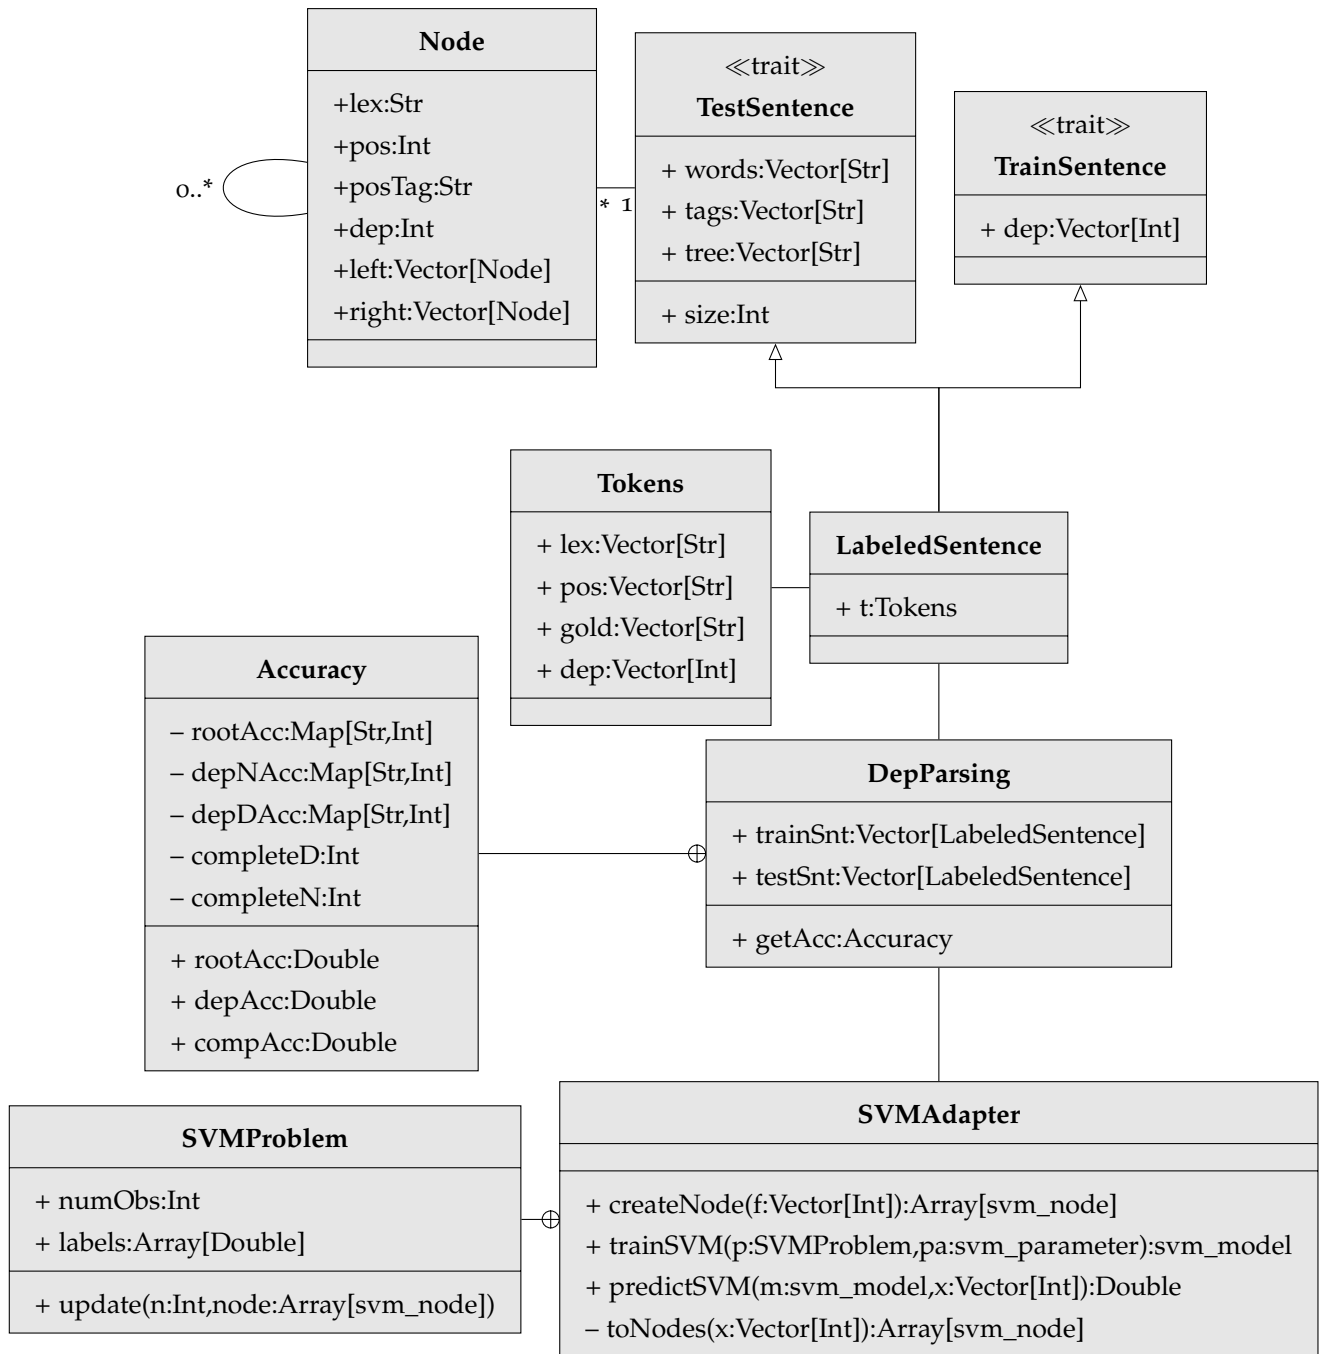 Node
+lex:Str
+pos:Int
+posTag:Str
+dep:Int
+left:Vector[Node]
+right:Vector[Node]
0..*
* 1
≪trait≫
TestSentence
+ words:Vector[Str]
+ tags:Vector[Str]
+ tree:Vector[Str]
+ size:Int
≪trait≫
TrainSentence
+ dep:Vector[Int]
Tokens
+ lex:Vector[Str]
+ pos:Vector[Str]
+ gold:Vector[Str]
+ dep:Vector[Int]
LabeledSentence
+ t:Tokens
Accuracy
– rootAcc:Map[Str,Int]
– depNAcc:Map[Str,Int]
– depDAcc:Map[Str,Int]
– completeD:Int
– completeN:Int
+ rootAcc:Double
+ depAcc:Double
+ compAcc:Double
DepParsing
+ trainSnt:Vector[LabeledSentence]
+ testSnt:Vector[LabeledSentence]
+ getAcc:Accuracy
SVMProblem
+ numObs:Int
+ labels:Array[Double]
+ update(n:Int,node:Array[svm_node])
SVMAdapter
+ createNode(f:Vector[Int]):Array[svm_node]
+ trainSVM(p:SVMProblem,pa:svm_parameter):svm_model
+ predictSVM(m:svm_model,x:Vector[Int]):Double
– toNodes(x:Vector[Int]):Array[svm_node]